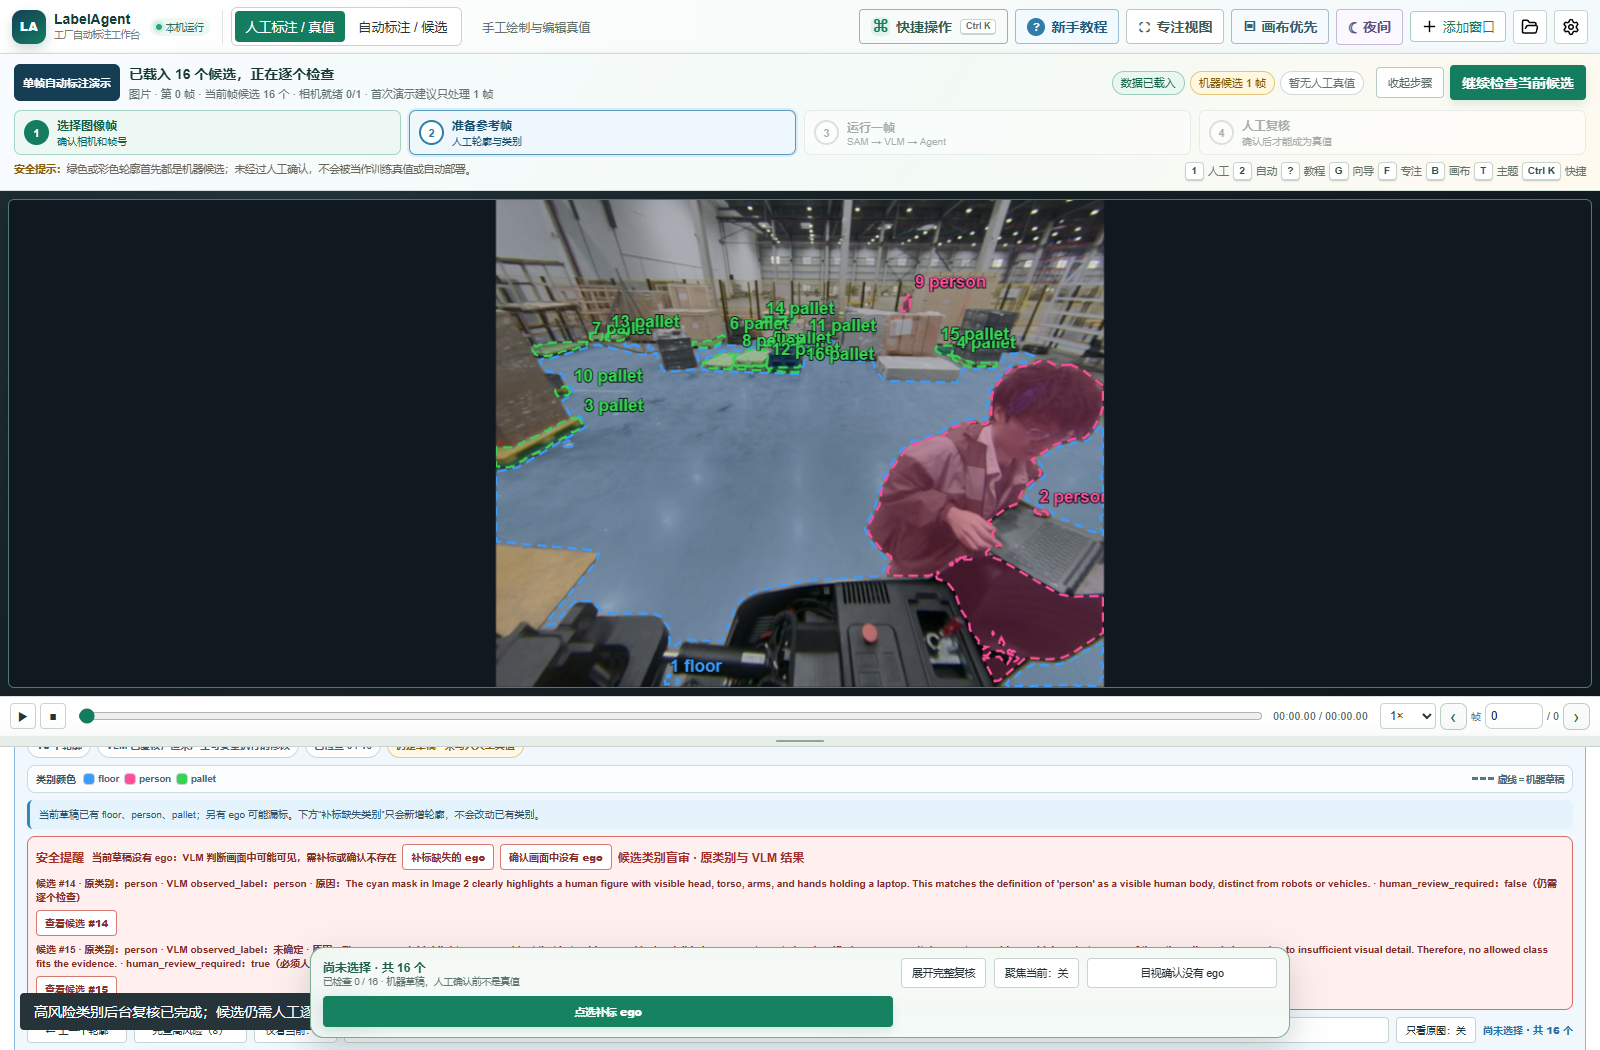 LA
LabelAgent
工厂自动标注工作台
本机运行
人工标注 / 真值
自动标注 / 候选
手工绘制与编辑真值
⌘ 快捷操作 Ctrl K
? 新手教程
专注视图
画布优先
夜间
添加窗口
单帧自动标注演示
已载入 16 个候选，正在逐个检查
图片 · 第 0 帧 · 当前帧候选 16 个 · 相机就绪 0/1 · 首次演示建议只处理 1 帧
数据已载入
机器候选 1 帧
暂无人工真值
收起步骤
继续检查当前候选
1 选择图像帧
确认相机和帧号
2 准备参考帧
人工轮廓与类别
3 运行一帧
SAM → VLM → Agent
4 人工复核
确认后才能成为真值
安全提示：绿色或彩色轮廓首先都是机器候选；未经过人工确认，不会被当作训练真值或自动部署。
1 人工 2 自动 ? 教程 G 向导 F 专注 B 画布 T 主题 Ctrl K 快捷
9 person
14 pallet
13 pallet
7 pallet
6 pallet
11 pallet
8 pallet
12 pallet
16 pallet
15 pallet
4 pallet
10 pallet
3 pallet
2 person
1 floor
00:00.00 / 00:00.00
1×
帧 0 / 0
类别颜色 floor person pallet
虚线＝机器草稿
当前草稿已有 floor、person、pallet；另有 ego 可能漏标。下方“补标缺失类别”只会新增轮廓，不会改动已有类别。
安全提醒 当前草稿没有 ego：VLM 判断画面中可能可见，需补标或确认不存在 补标缺失的 ego 确认画面中没有 ego 候选类别盲审 · 原类别与 VLM 结果
候选 #14 · 原类别：person · VLM observed_label：person · 原因：The cyan mask in Image 2 clearly highlights a human figure with visible head, torso, arms, and hands holding a laptop. This matches the definition of 'person' as a visible human body, distinct from robots or vehicles. · human_review_required：false（仍需
逐个检查）
查看候选 #14
候选 #15 · 原类别：person · VLM observed_label：未确定 ·
to insufficient visual detail. Therefore, no allowed class
fits the evidence. · human_review_required：true（必须人
查看候选 #15
尚未选择 · 共 16 个
已检查 0 / 16 · 机器草稿，人工确认前不是真值
展开完整复核
聚焦当前：关
目视确认没有 ego
点选补标 ego
高风险类别后台复核已完成；候选仍需人工逐
只看原图：关
尚未选择 · 共 16 个